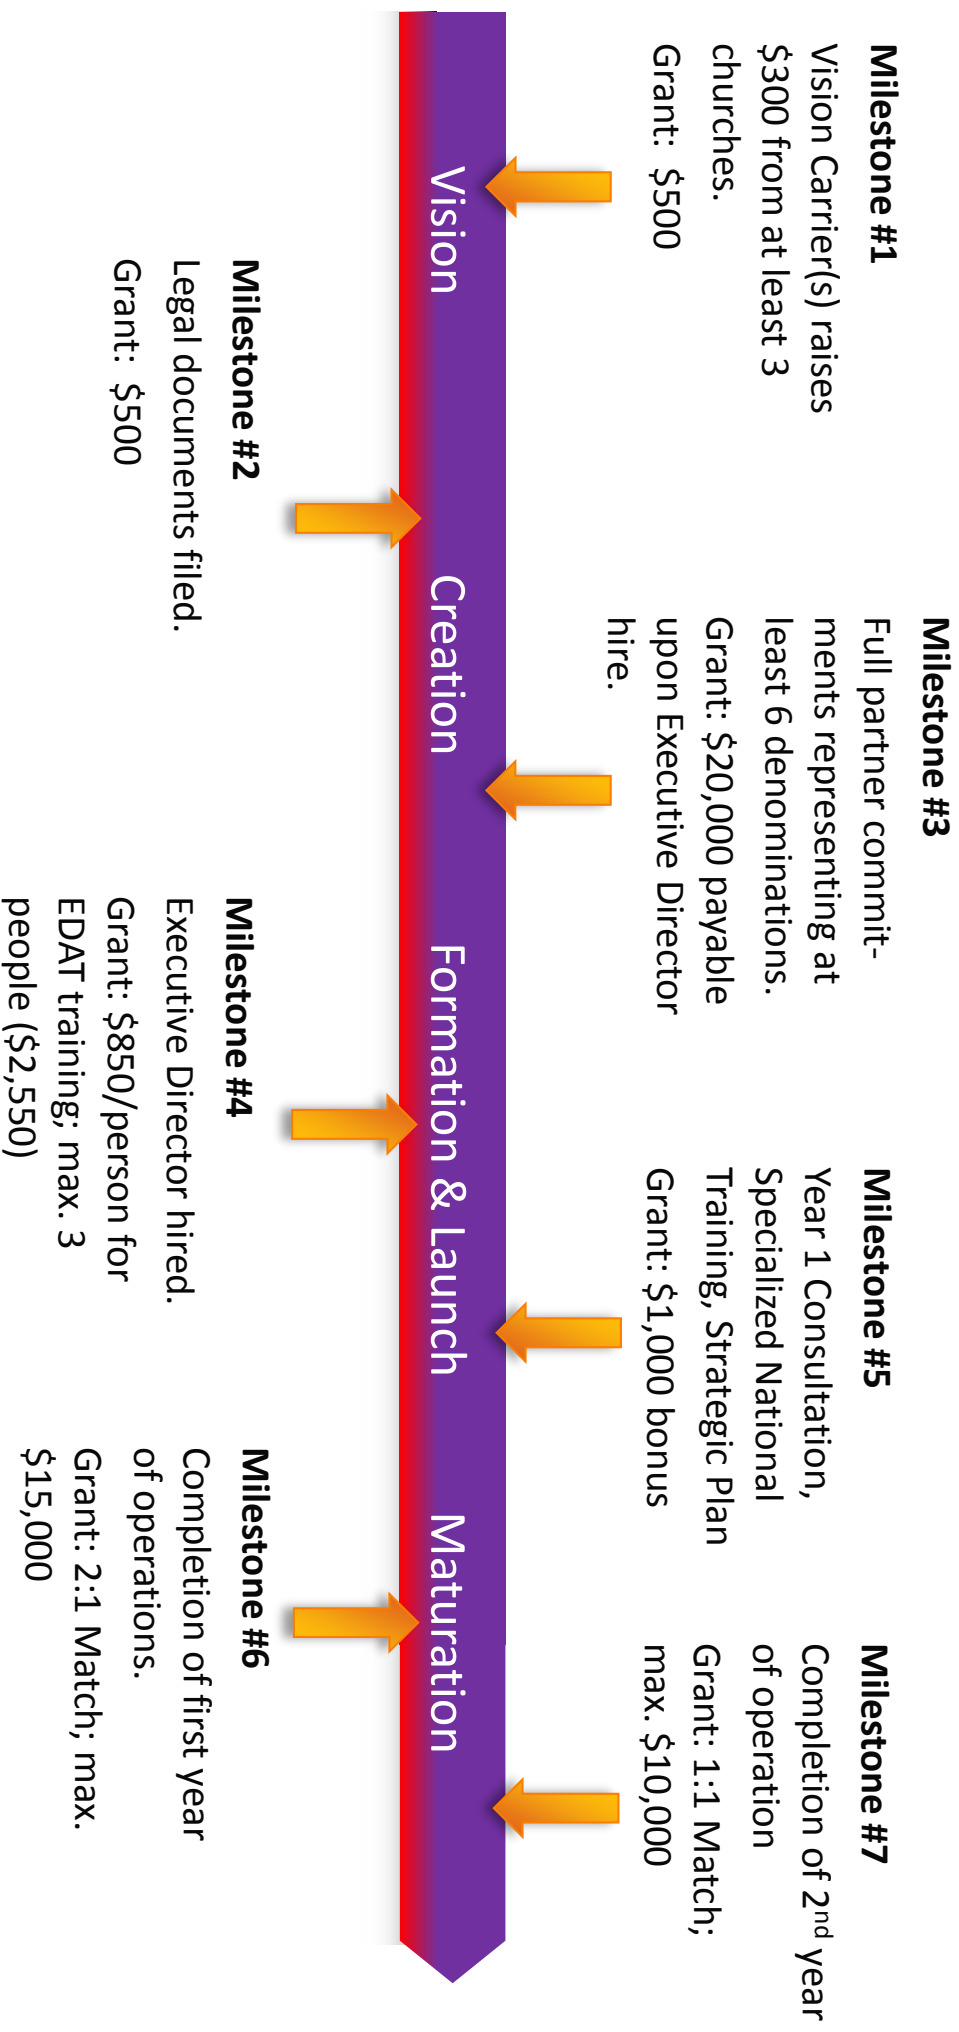 Milestone #1
Vision Carrier(s) raises
$300 from at least 3
churches.
Grant:  $500
Milestone #3
Full partner commit-
ments representing at
least 6 denominations.
Grant: $20,000 payable
upon Executive Director
hire.
Milestone #5
Year 1 Consultation,
Specialized National
Training, Strategic Plan
Grant: $1,000 bonus
Milestone #7
Completion of 2nd year
of operation
Grant: 1:1 Match;
max. $10,000
Vision
Creation
Formation & Launch
Maturation
Milestone #2
Legal documents filed.
Grant:  $500
Milestone #4
Executive Director hired.
Grant: $850/person for
EDAT training; max. 3
people ($2,550)
Milestone #6
Completion of first year
of operations.
Grant: 2:1 Match; max.
$15,000